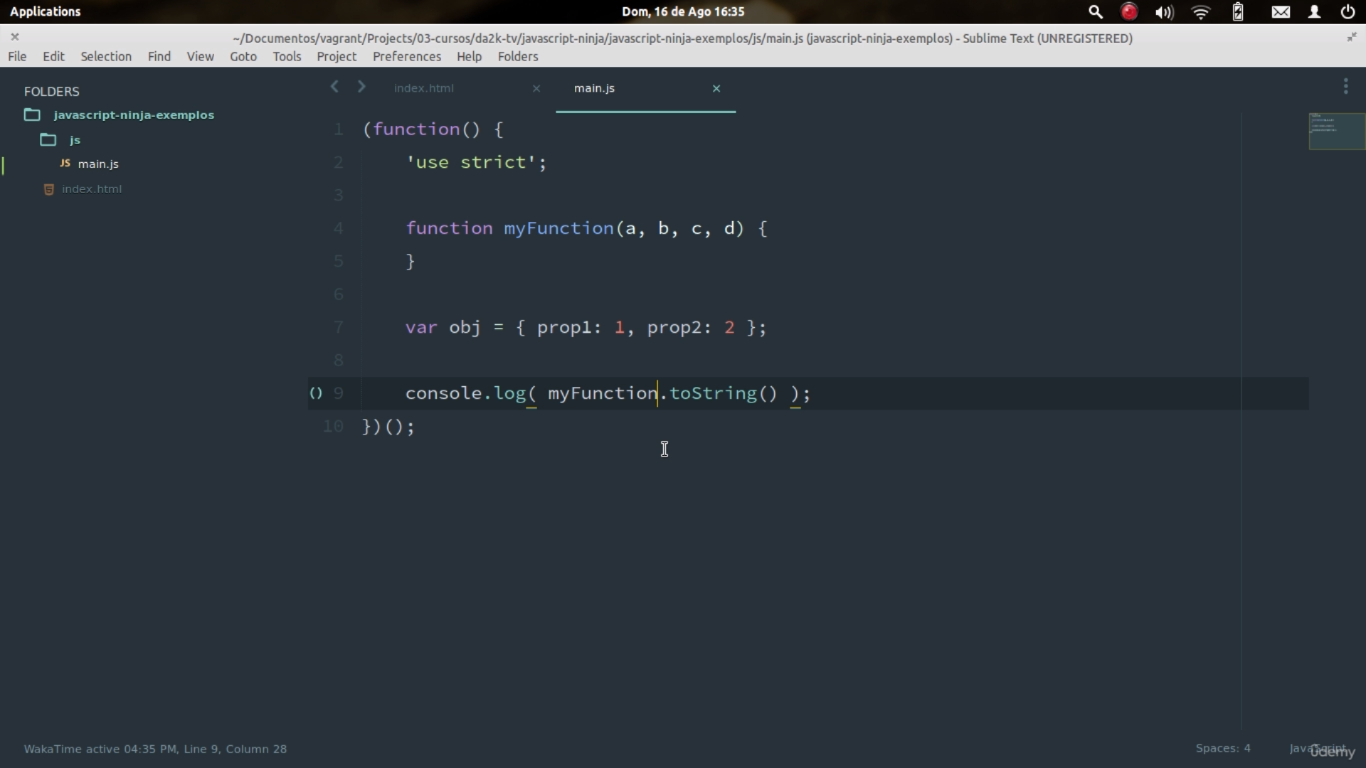 Applications
Dom, 16 de Ago 16:35
~/Documentos/vagrant/Projects/03-cursos/da2k-tv/javascript-ninja/javascript-ninja-exemplos/js/main.js (javascript-ninja-exemplos) - Sublime Text (UNREGISTERED)
File Edit Selection Find View Goto Tools Project Preferences Help Folders
FOLDERS
javascript-ninja-exemplos
js
JS main.js
index.html
index.html × main.js ×
1 (function() {
2     'use strict';
3
4     function myFunction(a, b, c, d) {
5     }
6
7     var obj = { prop1: 1, prop2: 2 };
8
() 9     console.log( myFunction.toString() );
10 })();
WakaTime active 04:35 PM, Line 9, Column 28
Spaces: 4
JavaScript
ûdemy